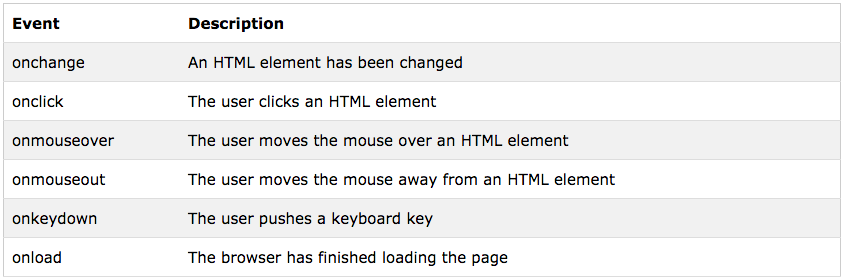 Event Description
onchange An HTML element has been changed
onclick The user clicks an HTML element
onmouseover The user moves the mouse over an HTML element
onmouseout The user moves the mouse away from an HTML element
onkeydown The user pushes a keyboard key
onload The browser has finished loading the page